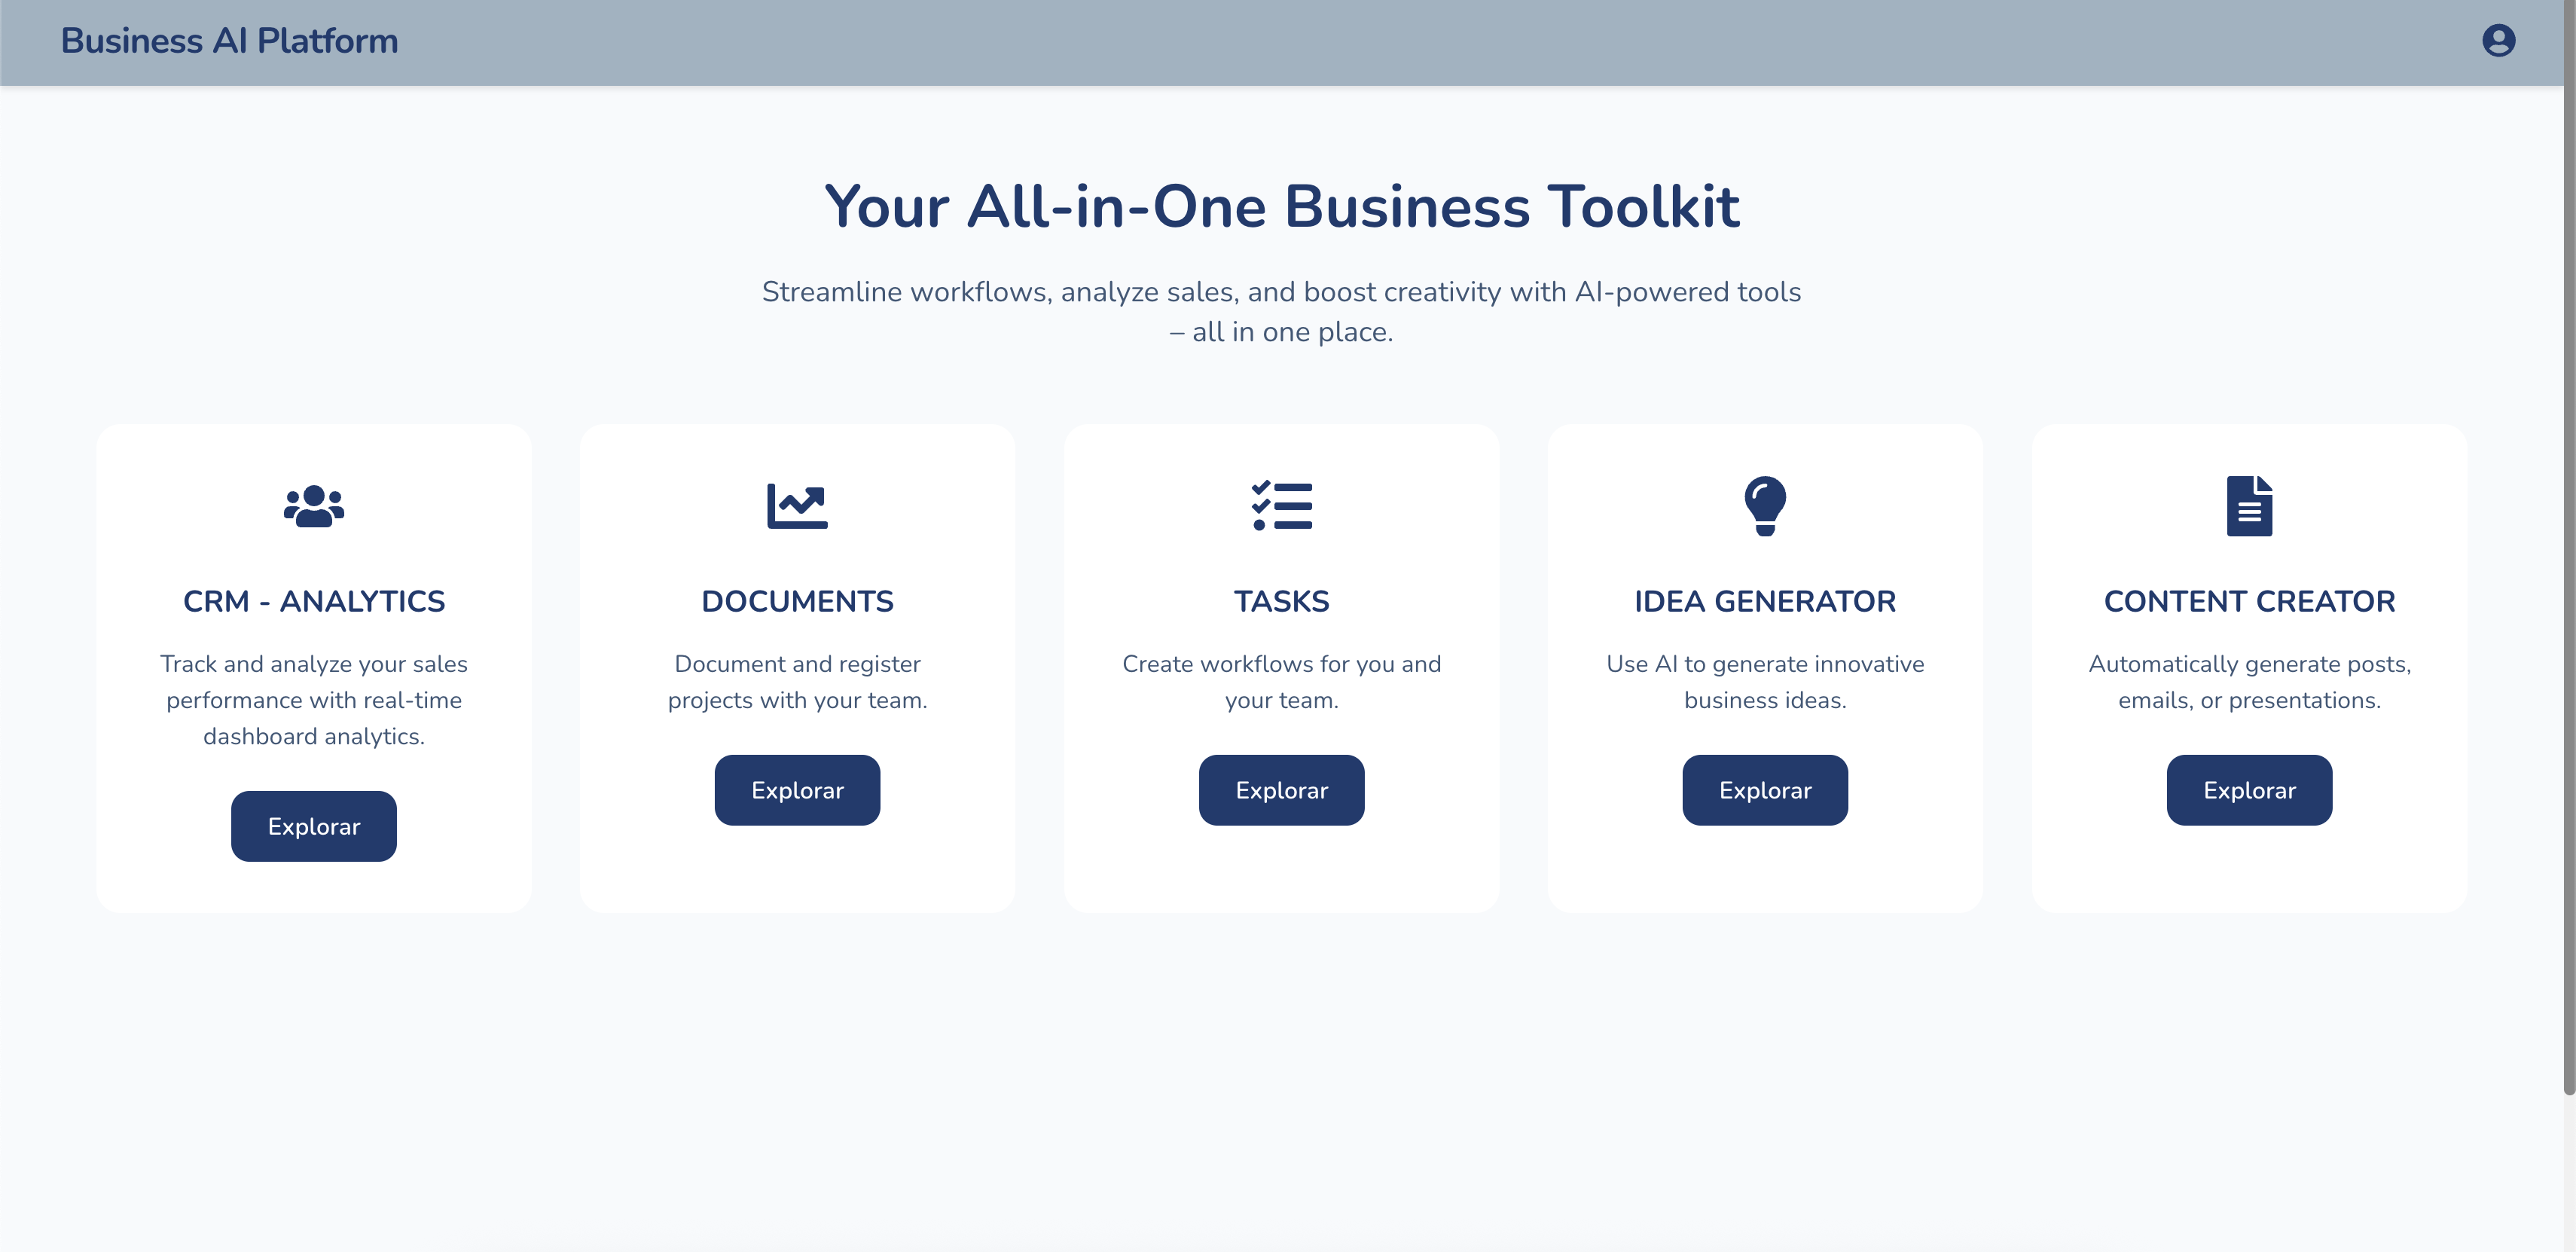 Business AI Platform
Your All-in-One Business Toolkit
Streamline workflows, analyze sales, and boost creativity with AI-powered tools
– all in one place.
CRM - ANALYTICS
Track and analyze your sales
performance with real-time
dashboard analytics.
Explorar
DOCUMENTS
Document and register
projects with your team.
Explorar
TASKS
Create workflows for you and
your team.
Explorar
IDEA GENERATOR
Use AI to generate innovative
business ideas.
Explorar
CONTENT CREATOR
Automatically generate posts,
emails, or presentations.
Explorar